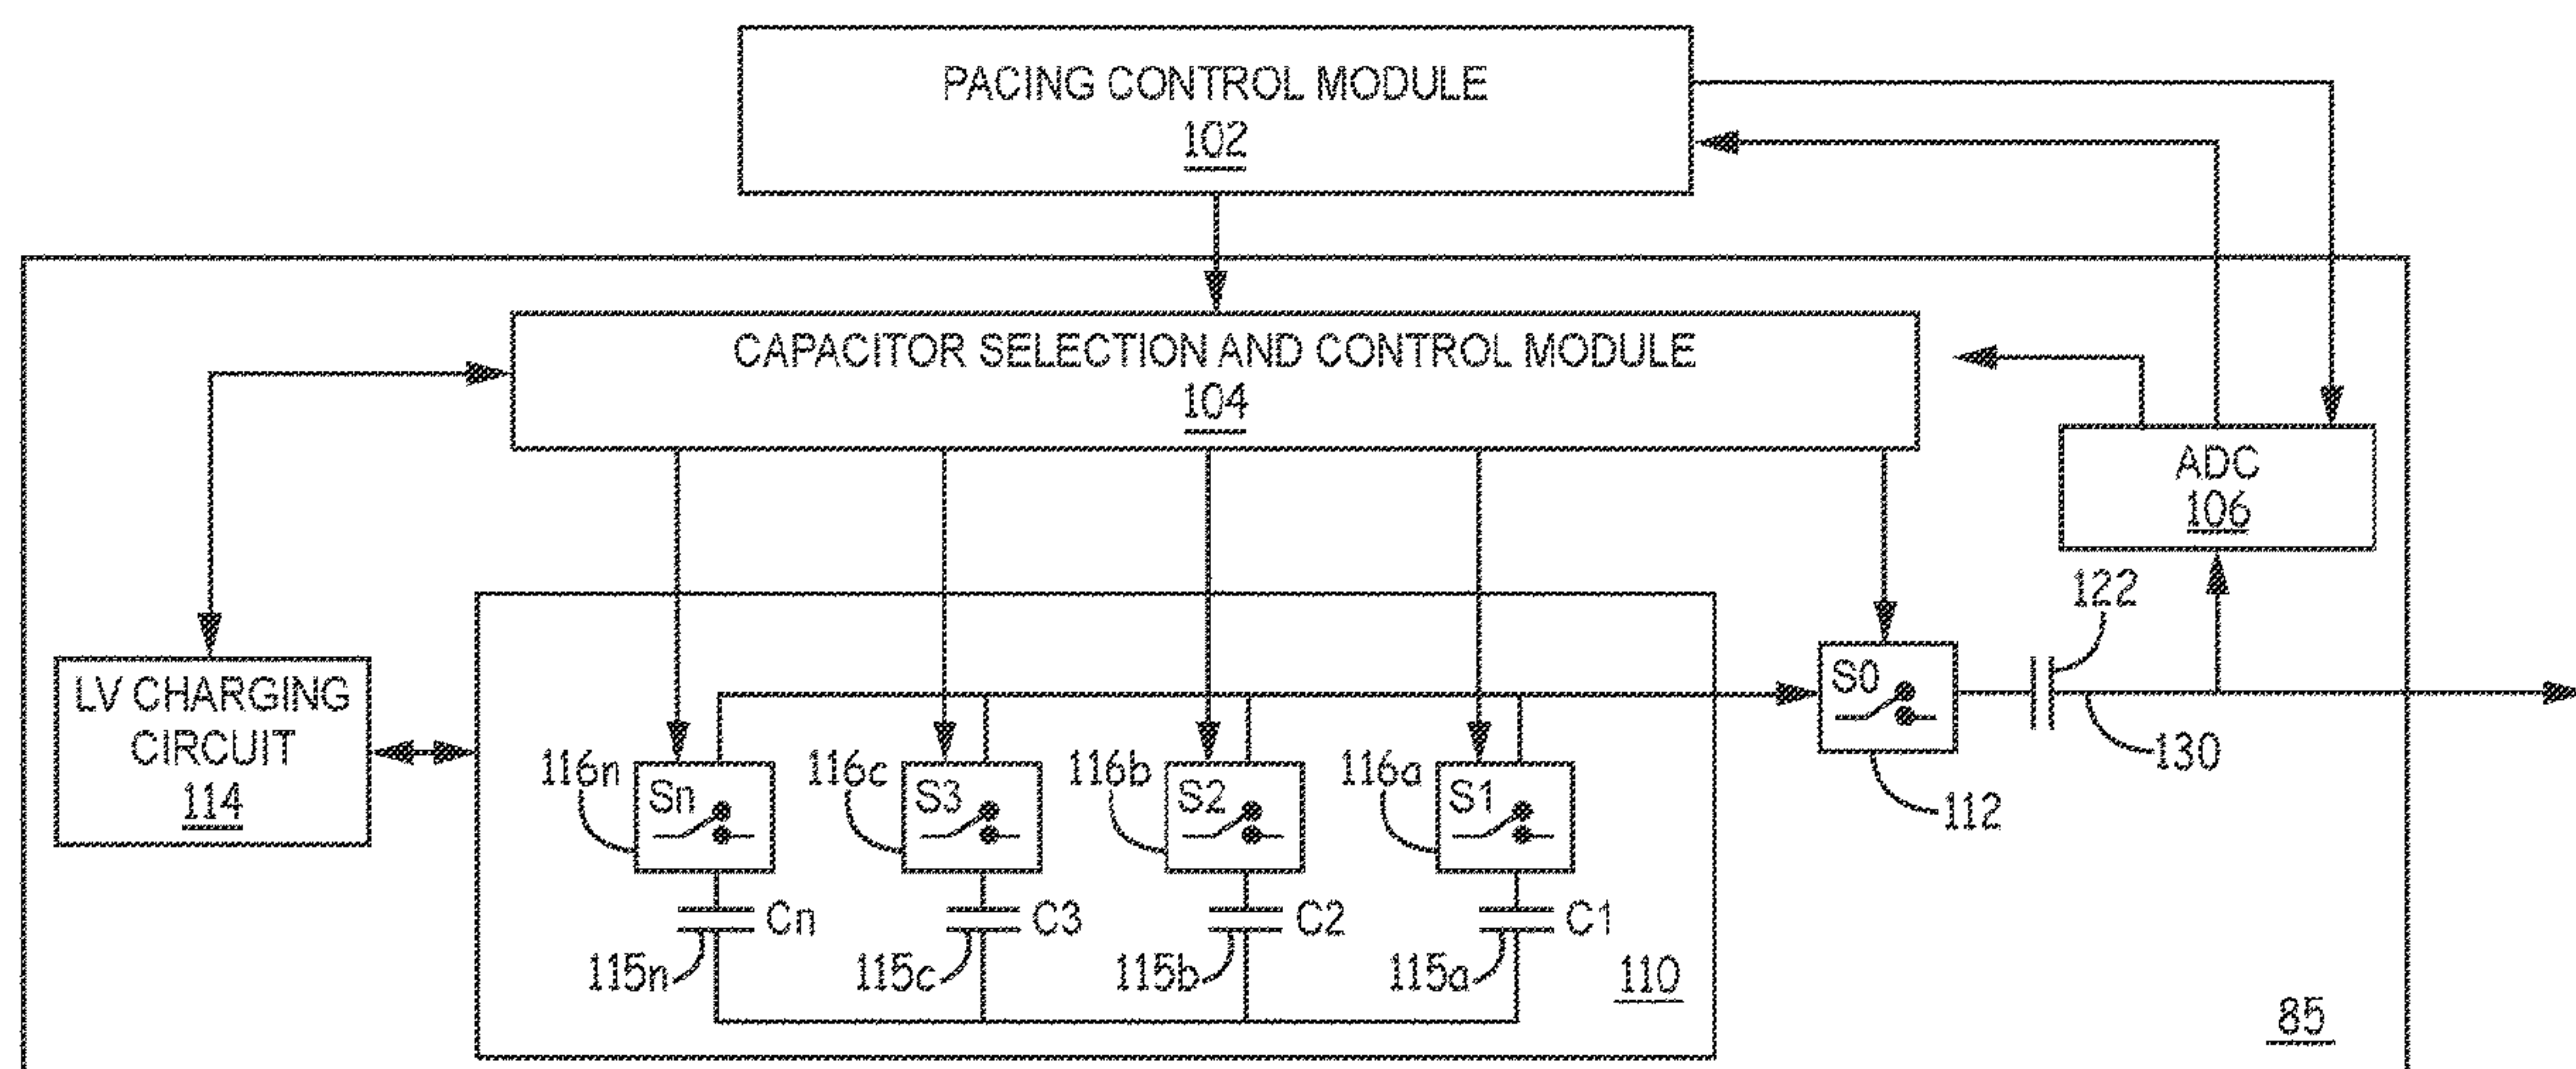 PACING CONTROL MODULE
102
CAPACITOR SELECTION AND CONTROL MODULE
104
ADC
106
122
S0
130
112
LV CHARGING
CIRCUIT
114
116n
Sn
116c
S3
116b
S2
116a
S1
Cn
C3
C2
C1
115n
115c
115b
115a
110
85